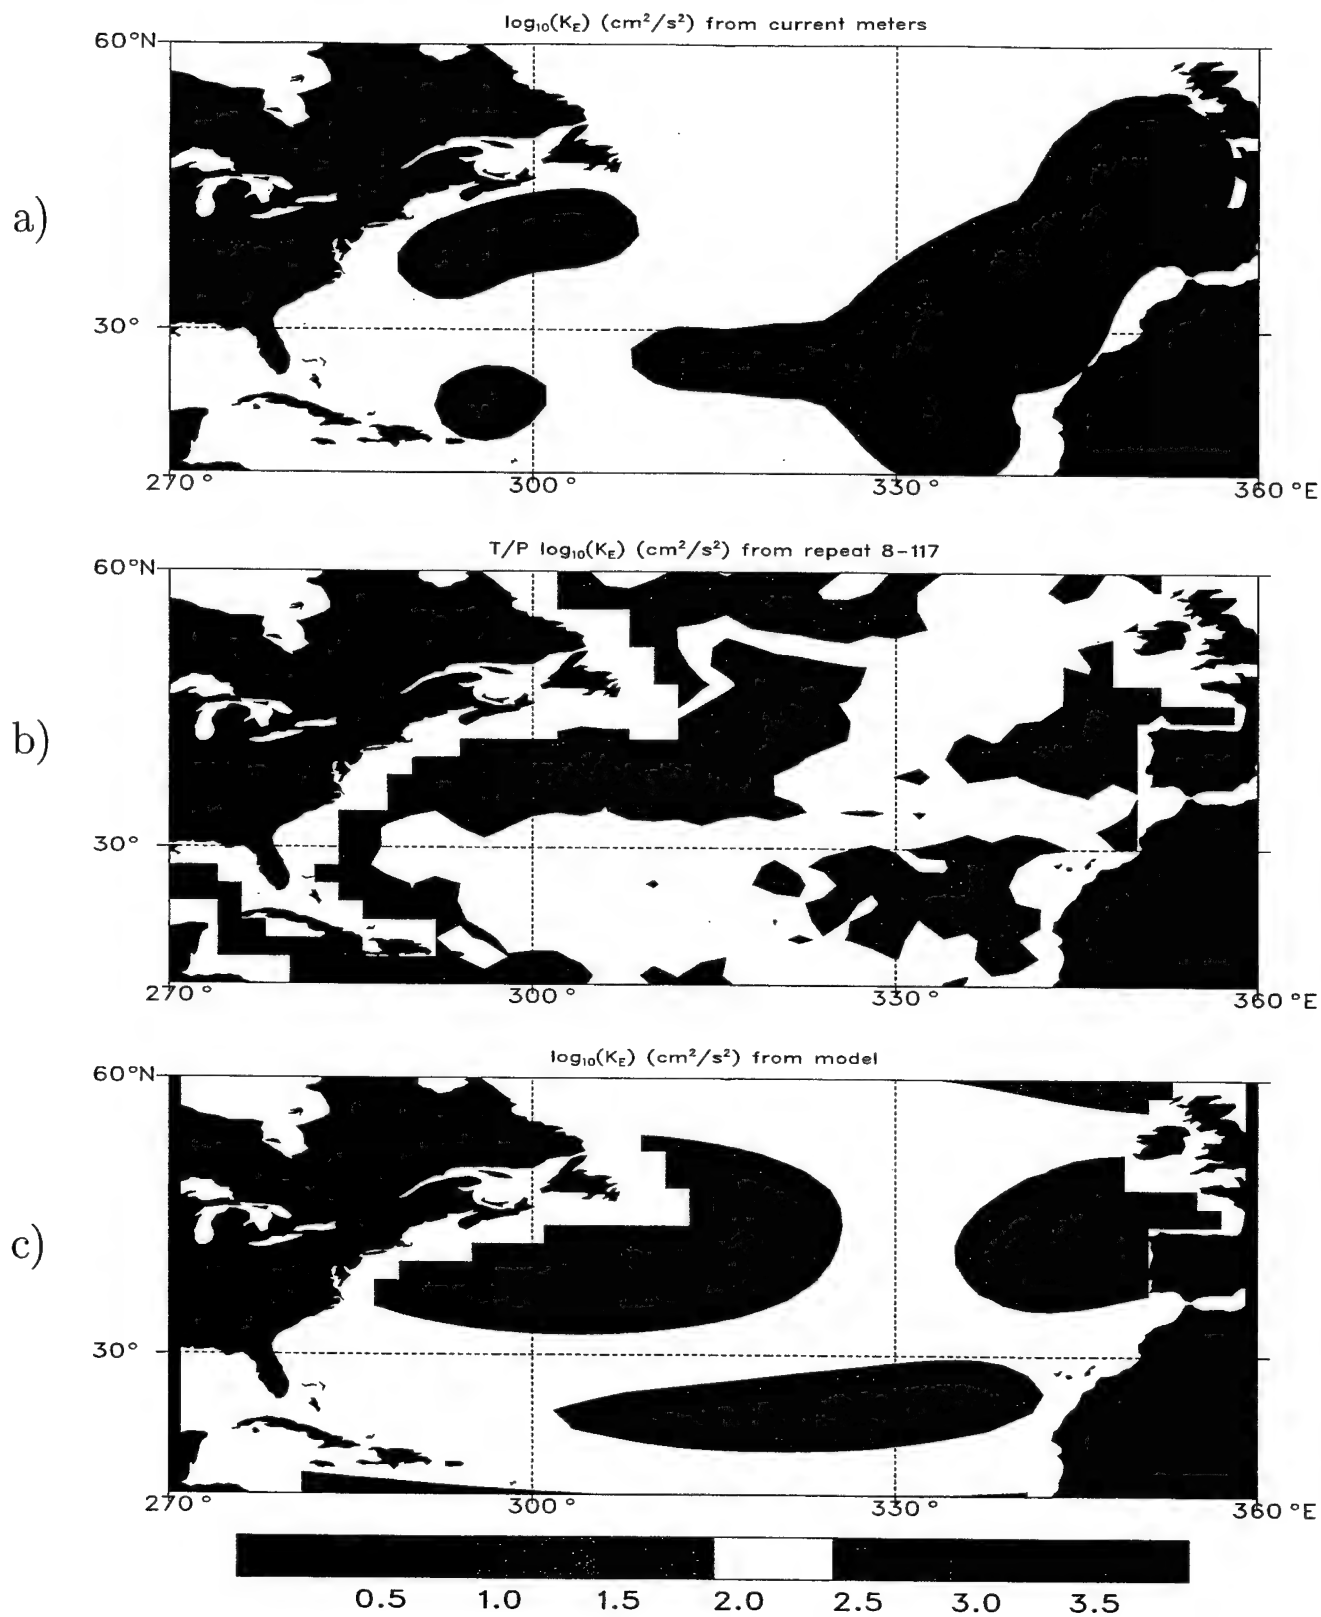 log₁₀(K_E) (cm²/s²) from current meters
60°N
a)
30°
270° 300° 330° 360°E
T/P log₁₀(K_E) (cm²/s²) from repeat 8-117
60°N
b)
30°
270° 300° 330° 360°E
log₁₀(K_E) (cm²/s²) from model
60°N
c)
30°
270° 300° 330° 360°E
0.5 1.0 1.5 2.0 2.5 3.0 3.5